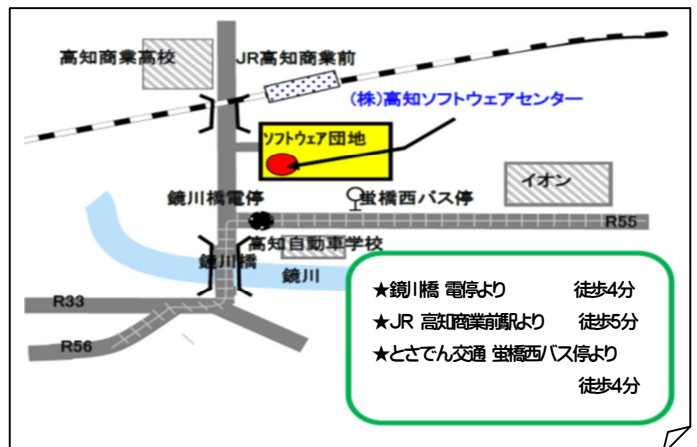 高知商業高校
JR高知商業前
(株)高知ソフトウェアセンター
ソフトウェア団地
イオン
鏡川橋電停
蛍橋西バス停
R55
高知自動車学校
鏡川橋
鏡川
R33
R56
★鏡川橋 電停より 徒歩4分
★JR 高知商業前駅より 徒歩5分
★とさでん交通 蛍橋西バス停より
徒歩4分